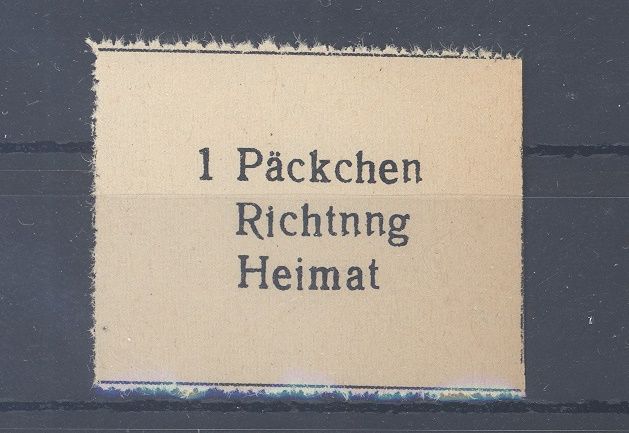 1 Päckchen
Richtnng
Heimat